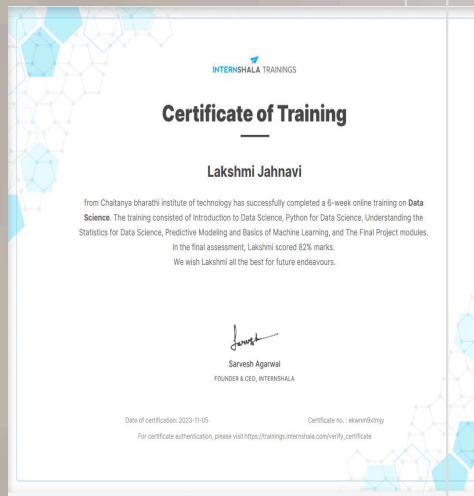 INTERNSHALA TRAININGS
Certificate of Training
Lakshmi Jahnavi
from Chaitanya bharathi institute of technology has successfully completed a 6-week online training on Data
Science. The training consisted of Introduction to Data Science, Python for Data Science, Understanding the
Statistics for Data Science, Predictive Modeling and Basics of Machine Learning, and The Final Project modules.
In the final assessment, Lakshmi scored 82% marks.
We wish Lakshmi all the best for future endeavours.
Sarvesh
Sarvesh Agarwal
FOUNDER & CEO, INTERNSHALA
Date of certification: 2023-11-05 Certificate no. : ekwnm9xtmjy
For certificate authentication, please visit https://trainings.internshala.com/verify_certificate